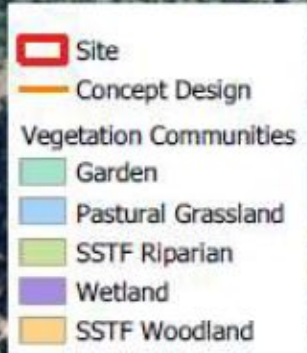 Site
Concept Design
Vegetation Communities
Garden
Pastural Grassland
SSTF Riparian
Wetland
SSTF Woodland